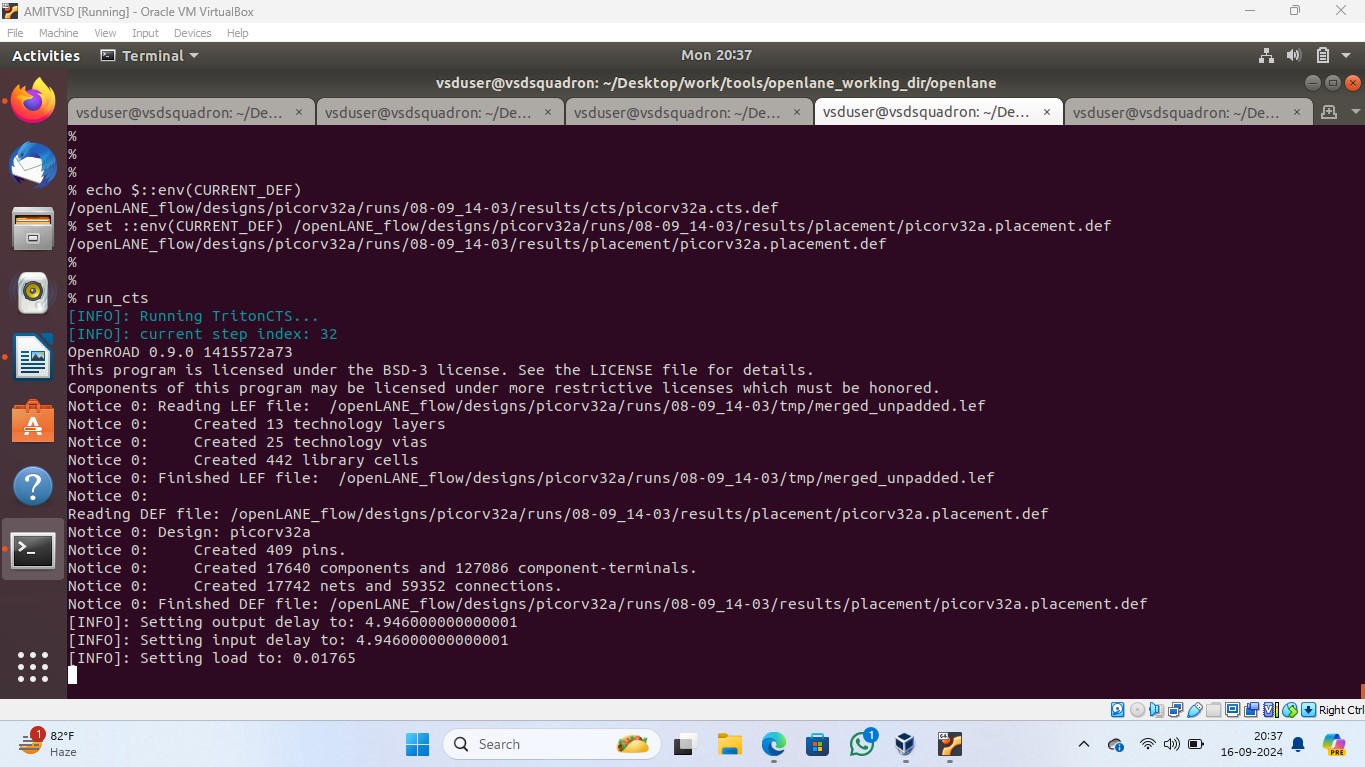 AMITVSD [Running] - Oracle VM VirtualBox
File Machine View Input Devices Help
Activities Terminal Mon 20:37
vsduser@vsdsquadron: ~/Desktop/work/tools/openlane_working_dir/openlane
vsduser@vsdsquadron: ~/De... × vsduser@vsdsquadron: ~/De... × vsduser@vsdsquadron: ~/De... × vsduser@vsdsquadron: ~/De... × vsduser@vsdsquadron: ~/De... ×
%
%
%
% echo $::env(CURRENT_DEF)
/openLANE_flow/designs/picorv32a/runs/08-09_14-03/results/cts/picorv32a.cts.def
% set ::env(CURRENT_DEF) /openLANE_flow/designs/picorv32a/runs/08-09_14-03/results/placement/picorv32a.placement.def
/openLANE_flow/designs/picorv32a/runs/08-09_14-03/results/placement/picorv32a.placement.def
%
%
% run_cts
[INFO]: Running TritonCTS...
[INFO]: current step index: 32
OpenROAD 0.9.0 1415572a73
This program is licensed under the BSD-3 license. See the LICENSE file for details.
Components of this program may be licensed under more restrictive licenses which must be honored.
Notice 0: Reading LEF file:  /openLANE_flow/designs/picorv32a/runs/08-09_14-03/tmp/merged_unpadded.lef
Notice 0:     Created 13 technology layers
Notice 0:     Created 25 technology vias
Notice 0:     Created 442 library cells
Notice 0: Finished LEF file:  /openLANE_flow/designs/picorv32a/runs/08-09_14-03/tmp/merged_unpadded.lef
Notice 0:
Reading DEF file: /openLANE_flow/designs/picorv32a/runs/08-09_14-03/results/placement/picorv32a.placement.def
Notice 0: Design: picorv32a
Notice 0:     Created 409 pins.
Notice 0:     Created 17640 components and 127086 component-terminals.
Notice 0:     Created 17742 nets and 59352 connections.
Notice 0: Finished DEF file: /openLANE_flow/designs/picorv32a/runs/08-09_14-03/results/placement/picorv32a.placement.def
[INFO]: Setting output delay to: 4.946000000000001
[INFO]: Setting input delay to: 4.946000000000001
[INFO]: Setting load to: 0.01765
Right Ctrl
1 82°F
Haze
Search
1
20:37
16-09-2024
PRE